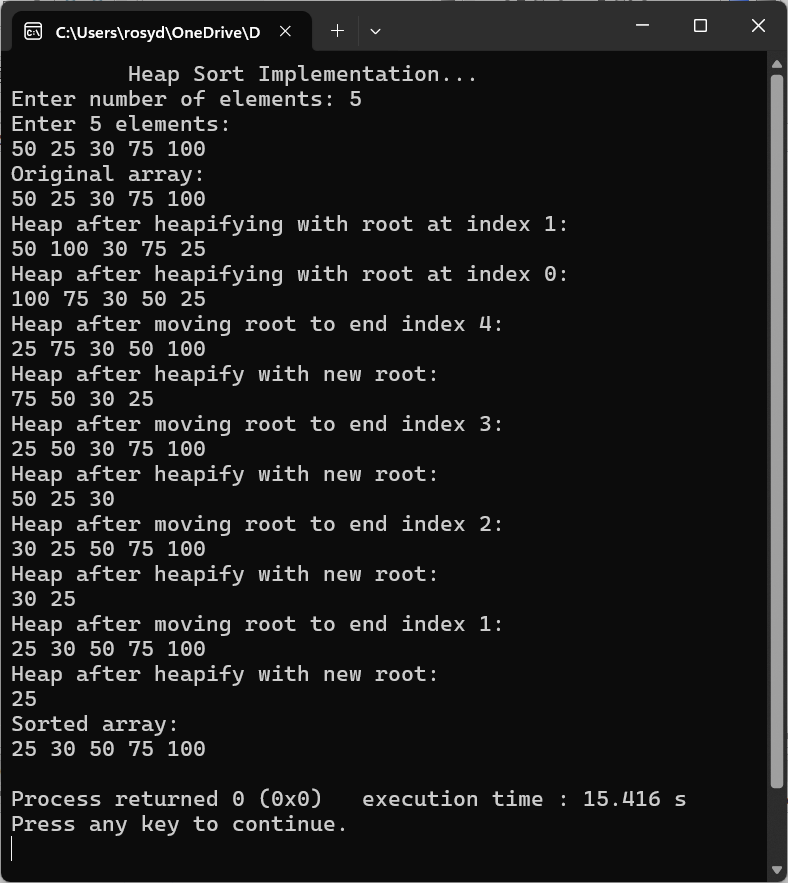 C:\Users\rosyd\OneDrive\D
Heap Sort Implementation...
Enter number of elements: 5
Enter 5 elements:
50 25 30 75 100
Original array:
50 25 30 75 100
Heap after heapifying with root at index 1:
50 100 30 75 25
Heap after heapifying with root at index 0:
100 75 30 50 25
Heap after moving root to end index 4:
25 75 30 50 100
Heap after heapify with new root:
75 50 30 25
Heap after moving root to end index 3:
25 50 30 75 100
Heap after heapify with new root:
50 25 30
Heap after moving root to end index 2:
30 25 50 75 100
Heap after heapify with new root:
30 25
Heap after moving root to end index 1:
25 30 50 75 100
Heap after heapify with new root:
25
Sorted array:
25 30 50 75 100
Process returned 0 (0x0)   execution time : 15.416 s
Press any key to continue.